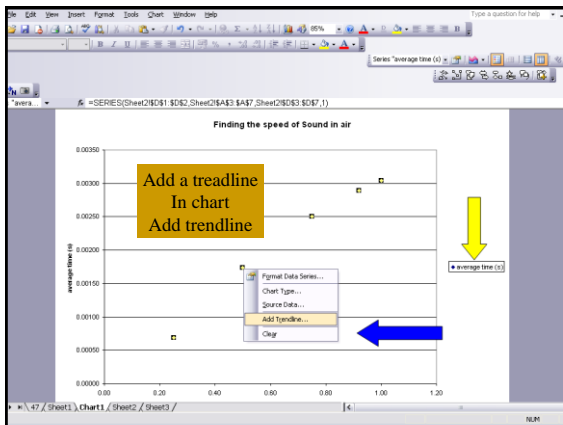 File Edit View Insert Format Tools Chart Window Help
Type a question for help
85%
Series "average time (s)
"avera...
fx =SERIES(Sheet2!$D$1:$D$2,Sheet2!$A$3:$A$7,Sheet2!$D$3:$D$7,1)
Finding the speed of Sound in air
0.00350
0.00300
0.00250
0.00200
0.00150
0.00100
0.00050
0.00000
average time (s)
Add a treadline
In chart
Add trendline
Format Data Series...
Chart Type...
Source Data...
Add Trendline...
Clear
average time (s)
0.00 0.20 0.40 0.60 0.80 1.00 1.20
47 / Sheet1 \ Chart1 / Sheet2 / Sheet3 /
NUM